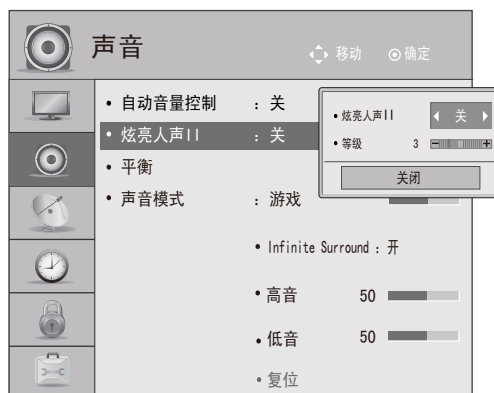 声音
移动 确定
自动音量控制 ：关
炫亮人声II ：关
平衡
声音模式 ：游戏
Infinite Surround：开
高音 50
低音 50
复位
炫亮人声II 关
等级 3
关闭